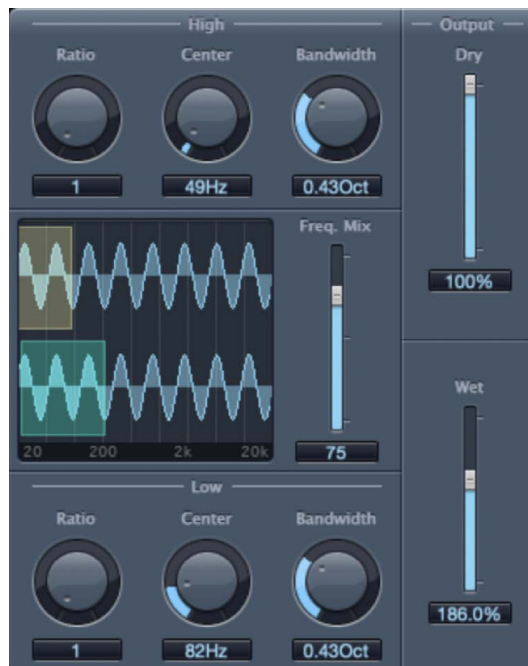 High
Ratio Center Bandwidth
1 49Hz 0.43Oct
Output
Dry
100%
Freq. Mix
20 200 2k 20k
75
Wet
186.0%
Low
Ratio Center Bandwidth
1 82Hz 0.43Oct